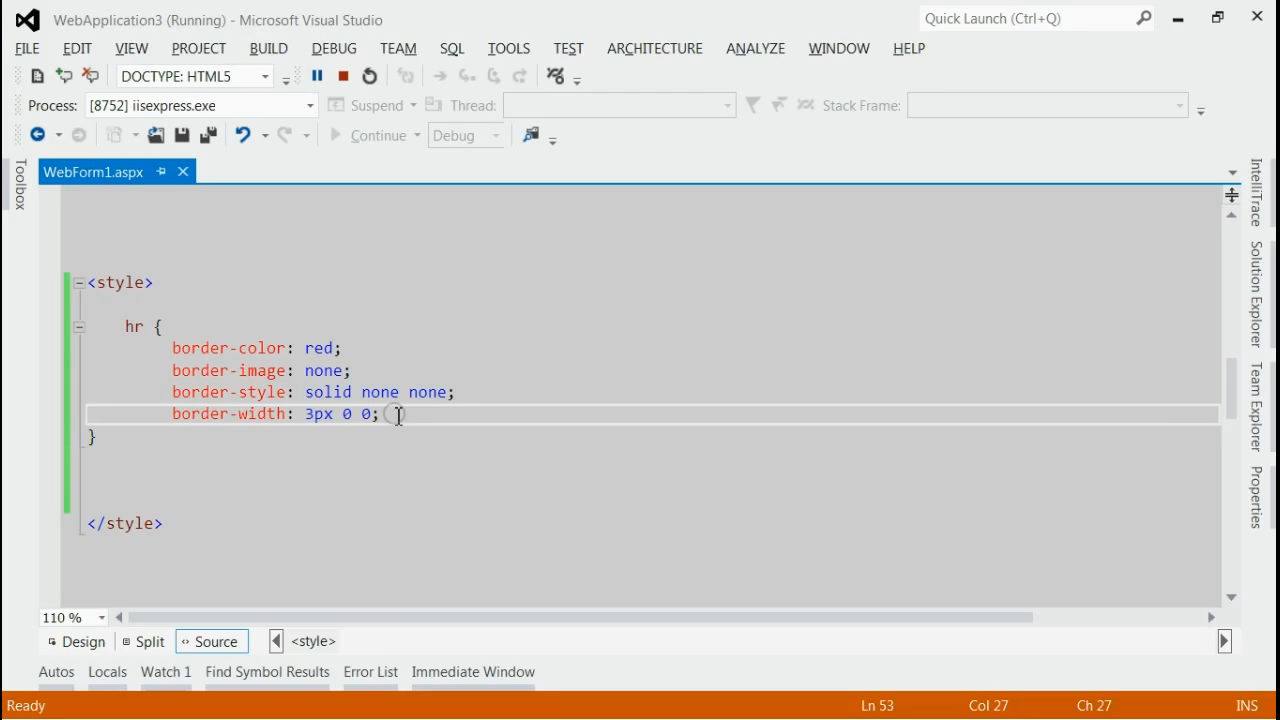 WebApplication3 (Running) - Microsoft Visual Studio
Quick Launch (Ctrl+Q)
FILE EDIT VIEW PROJECT BUILD DEBUG TEAM SQL TOOLS TEST ARCHITECTURE ANALYZE WINDOW HELP
DOCTYPE: HTML5
Process: [8752] iisexpress.exe Suspend Thread: Stack Frame:
Continue Debug
Toolbox
WebForm1.aspx
IntelliTrace
Solution Explorer
Team Explorer
Properties
<style>
hr {
border-color: red;
border-image: none;
border-style: solid none none;
border-width: 3px 0 0;
}
</style>
110 %
Design Split Source <style>
Autos Locals Watch 1 Find Symbol Results Error List Immediate Window
Ready Ln 53 Col 27 Ch 27 INS